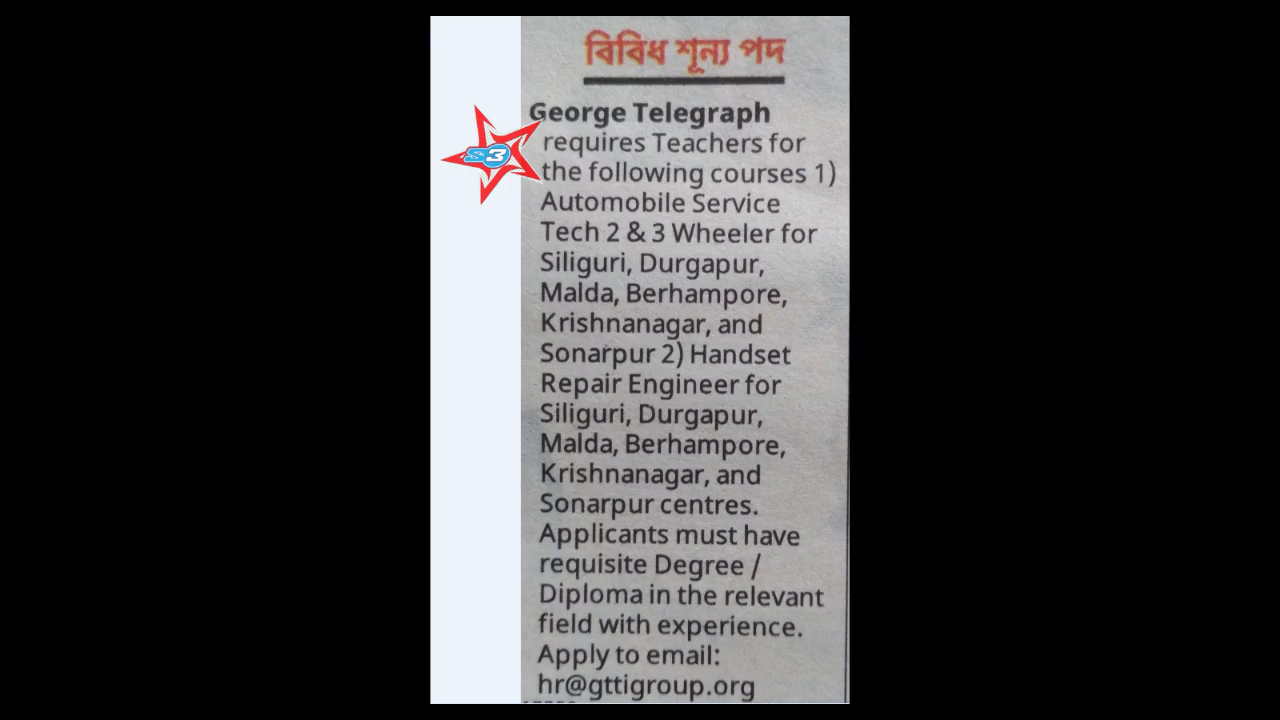 বিবিধ শূন্য পদ
George Telegraph
requires Teachers for
the following courses 1)
Automobile Service
Tech 2 & 3 Wheeler for
Siliguri, Durgapur,
Malda, Berhampore,
Krishnanagar, and
Sonarpur 2) Handset
Repair Engineer for
Siliguri, Durgapur,
Malda, Berhampore,
Krishnanagar, and
Sonarpur centres.
Applicants must have
requisite Degree /
Diploma in the relevant
field with experience.
Apply to email:
hr@gttigroup.org
S3